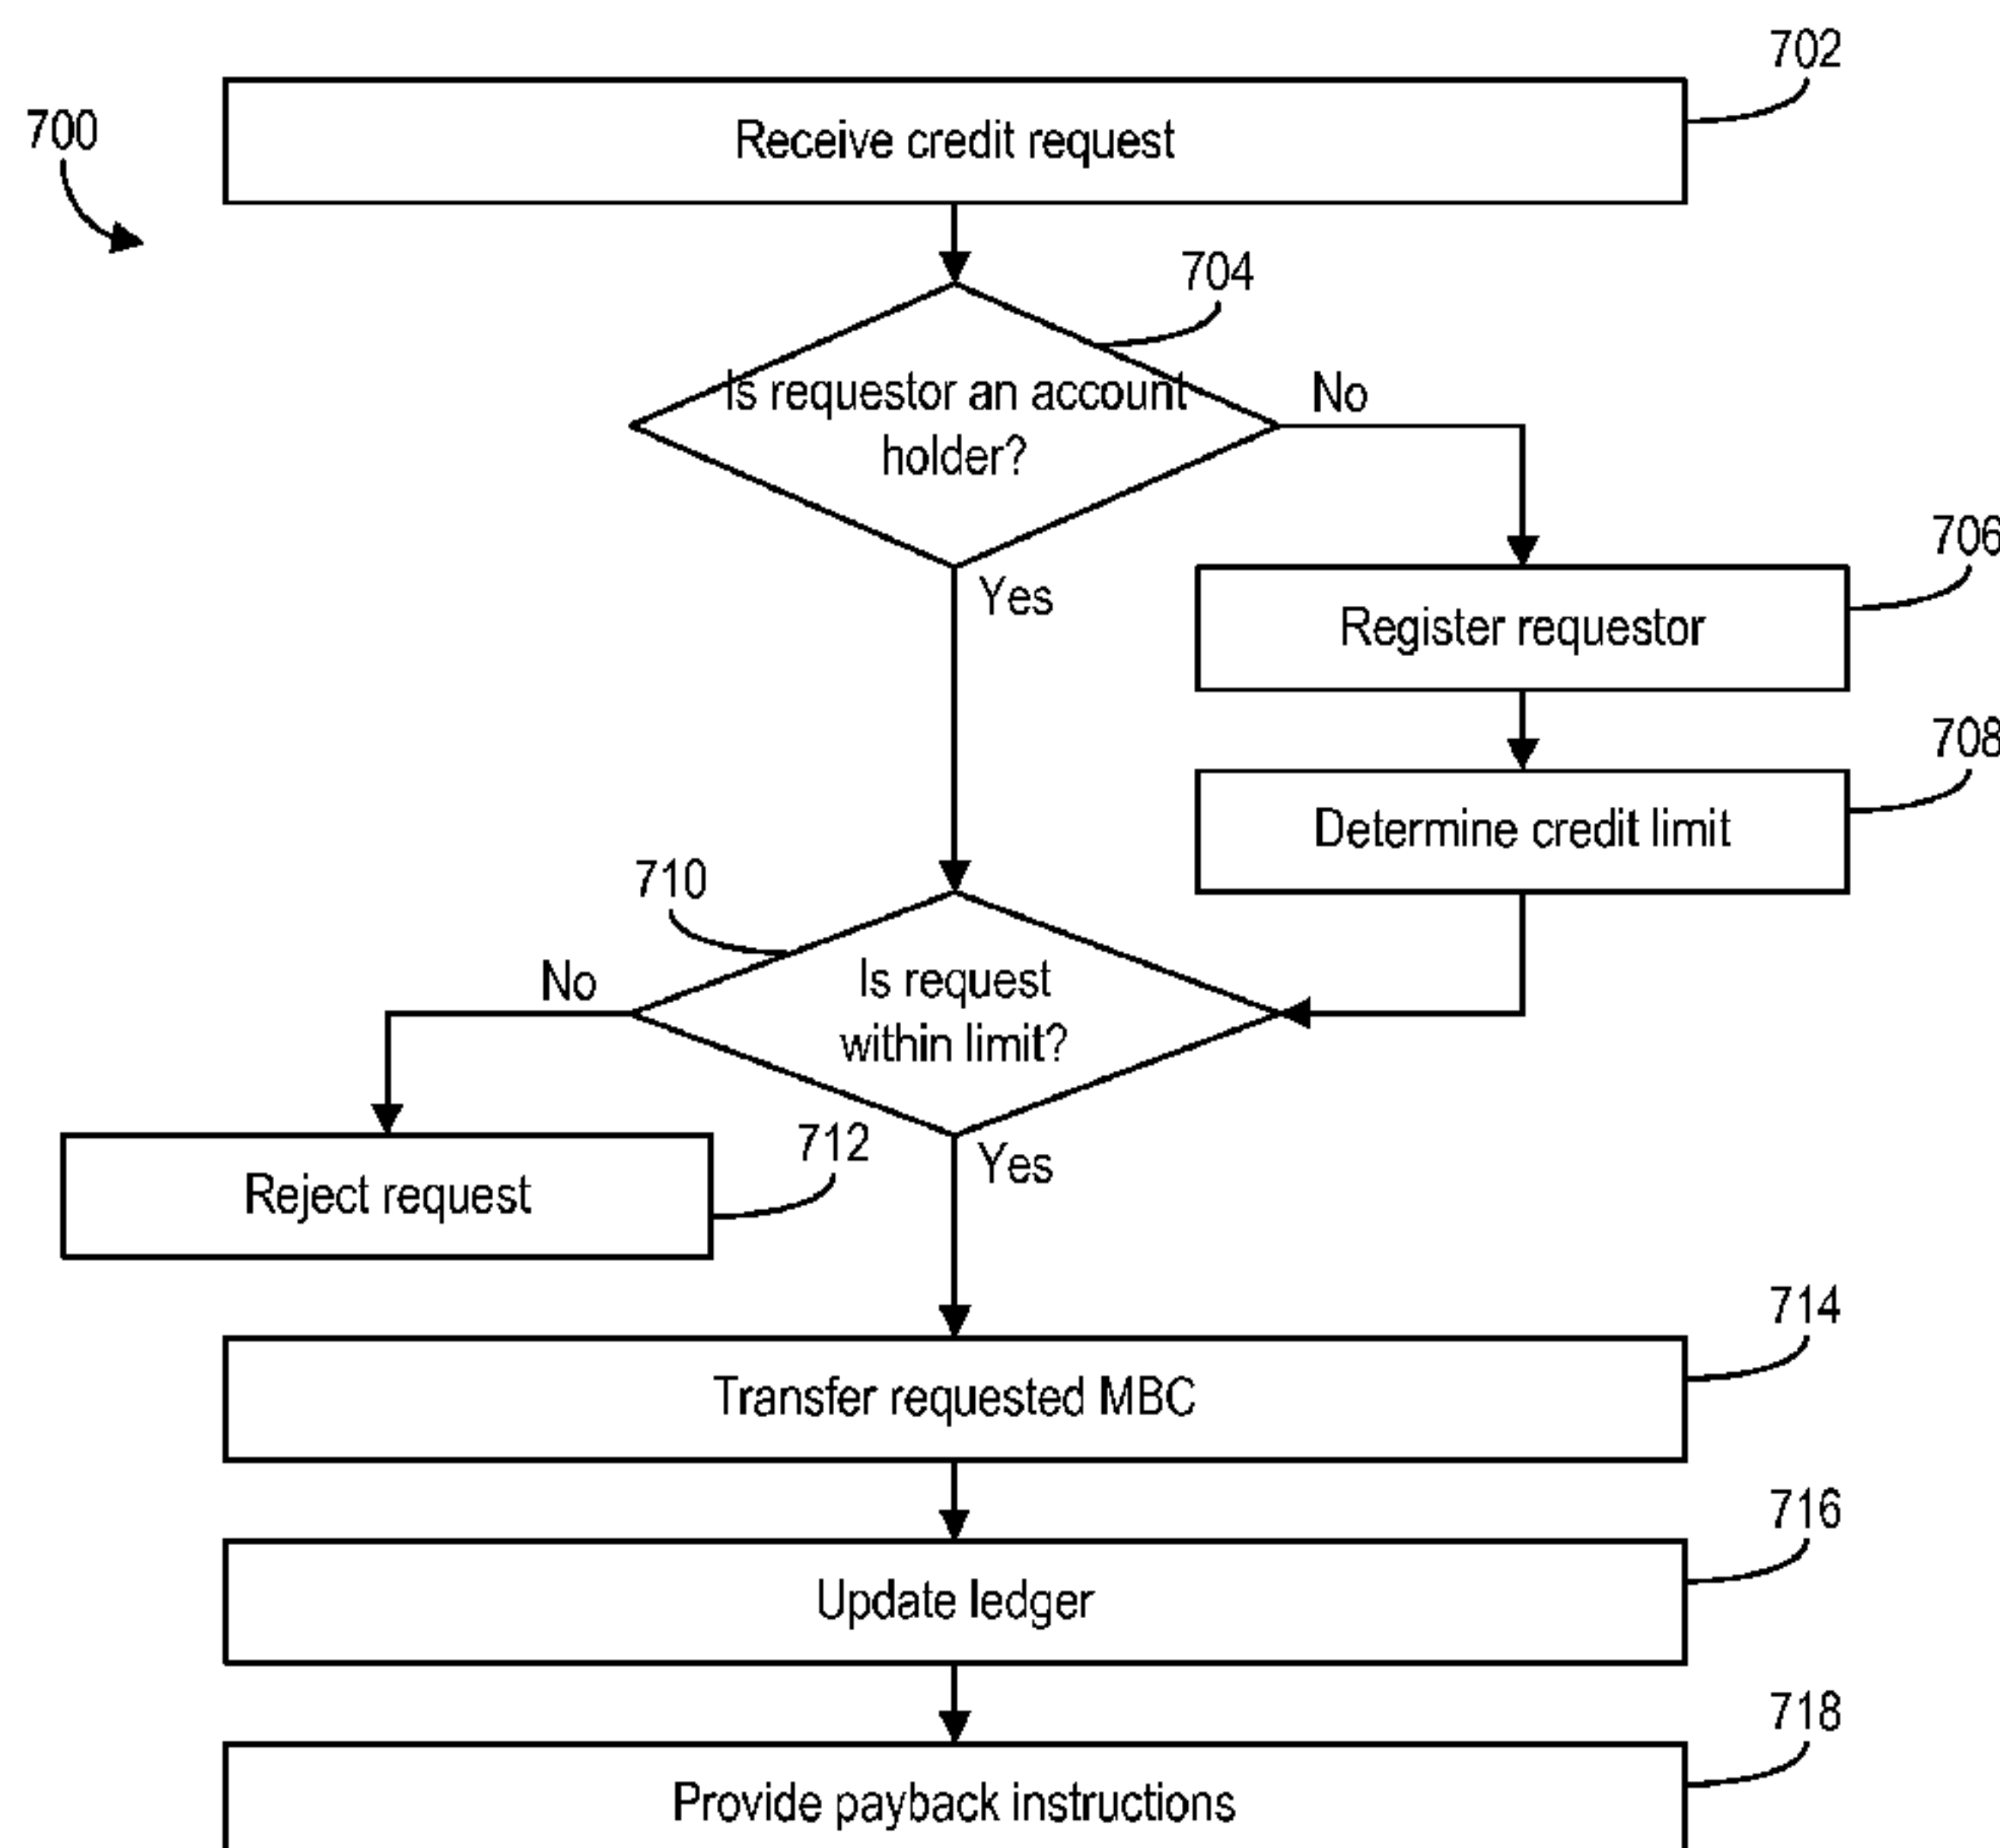 702
700
Receive credit request
704
Is requestor an account
holder?
No
Yes
706
Register requestor
708
Determine credit limit
710
Is request
within limit?
No
Yes
712
Reject request
714
Transfer requested MBC
716
Update ledger
718
Provide payback instructions